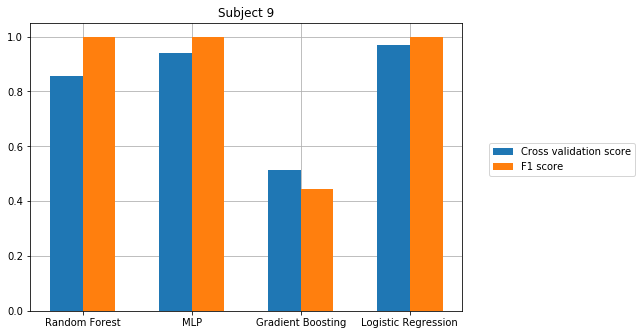 Subject 9
1.0
0.8
0.6
0.4
0.2
0.0
Random Forest
MLP
Gradient Boosting
Logistic Regression
Cross validation score
F1 score